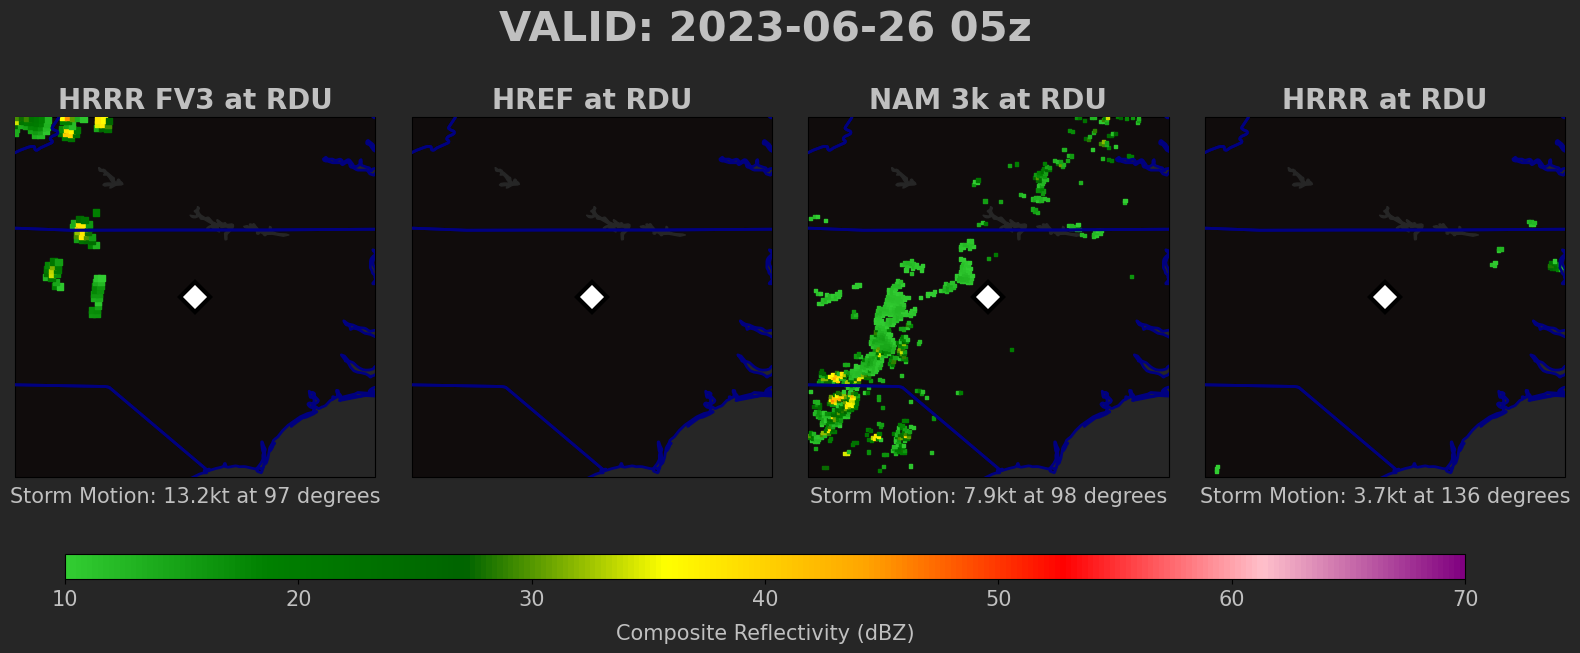 VALID: 2023-06-26 05z
HRRR FV3 at RDU
HREF at RDU
NAM 3k at RDU
HRRR at RDU
Storm Motion: 13.2kt at 97 degrees
Storm Motion: 7.9kt at 98 degrees
Storm Motion: 3.7kt at 136 degrees
10 20 30 40 50 60 70
Composite Reflectivity (dBZ)